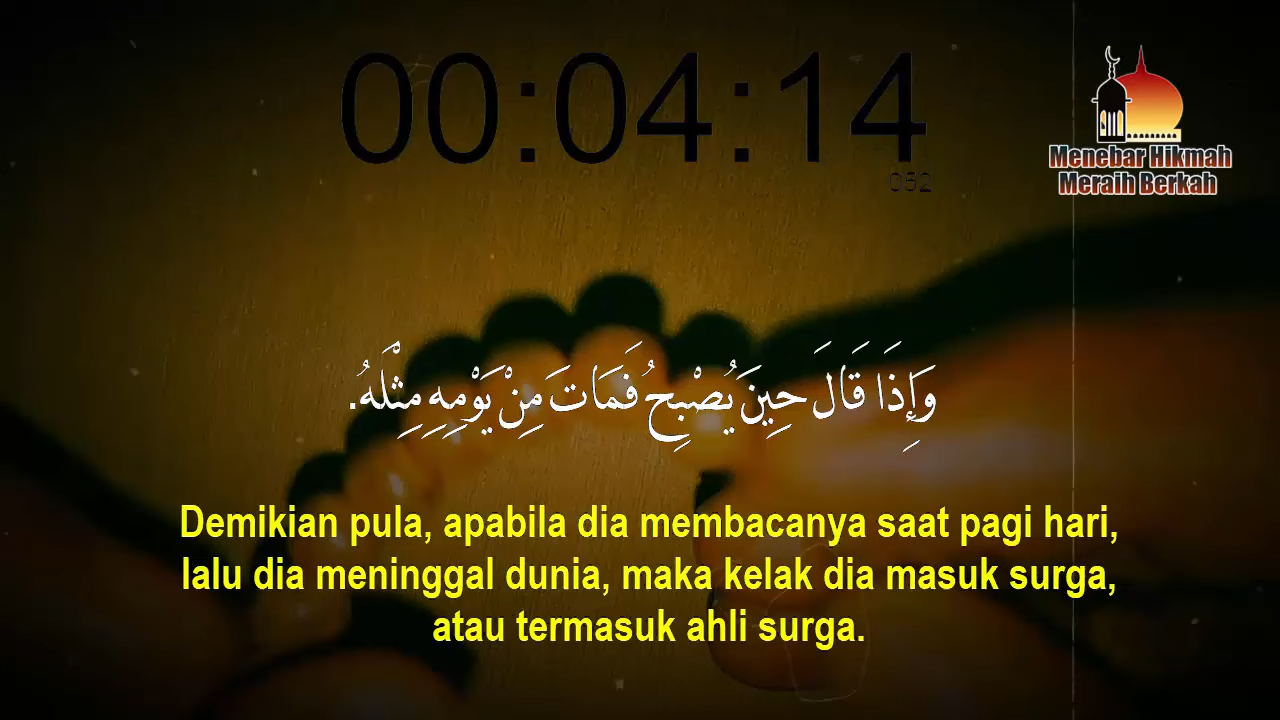 00:04:14
062
Menebar Hikmah
Meraih Berkah
وَإِذَا قَالَ حِينَ يُصْبِحُ فَمَاتَ مِنْ يَوْمِهِ مِثْلَهُ.
Demikian pula, apabila dia membacanya saat pagi hari,
lalu dia meninggal dunia, maka kelak dia masuk surga,
atau termasuk ahli surga.